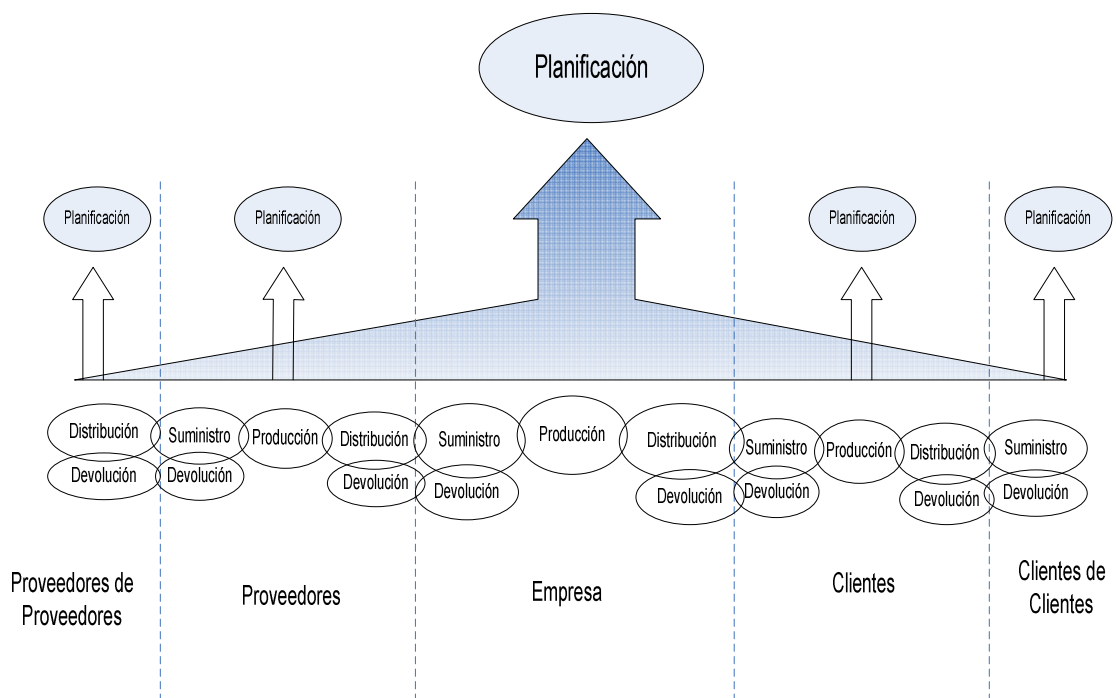 Planificación
Planificación
Planificación
Planificación
Planificación
Distribución
Suministro
Producción
Distribución
Suministro
Producción
Distribución
Suministro
Producción
Distribución
Suministro
Devolución
Devolución
Devolución
Devolución
Devolución
Devolución
Devolución
Devolución
Proveedores de
Proveedores
Proveedores
Empresa
Clientes
Clientes de
Clientes